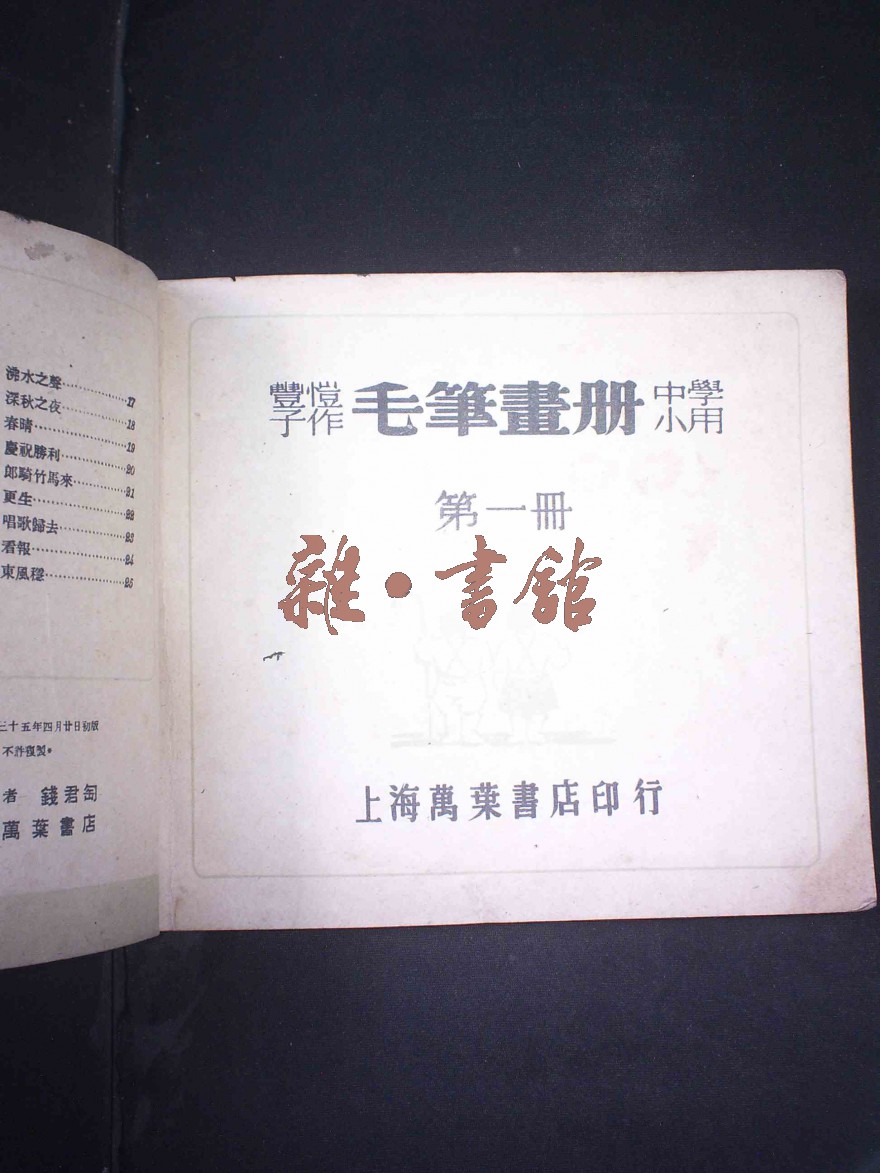 沸水之聲……17
深秋之夜……18
春晴……19
慶祝勝利……20
郎騎竹馬來……21
更生……22
唱歌歸去……23
看報……24
東風穩……25
三十五年四月廿日初版
不許複製。
者 錢君匋
萬葉書店
豐子愷作 毛筆畫册 中小學用
第一冊
雜·書館
上海萬葉書店印行